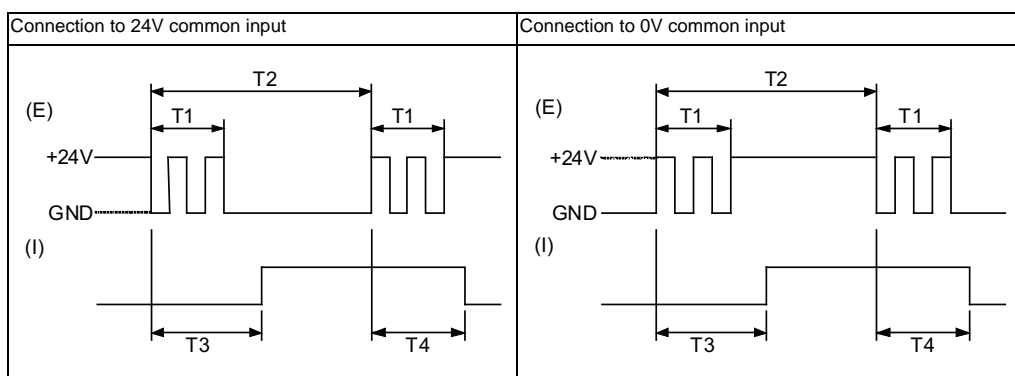 Connection to 24V common input
Connection to 0V common input
T2
(E)
T1
T1
+24V
GND
(I)
T3
T4
T2
(E)
T1
T1
+24V
GND
(I)
T3
T4